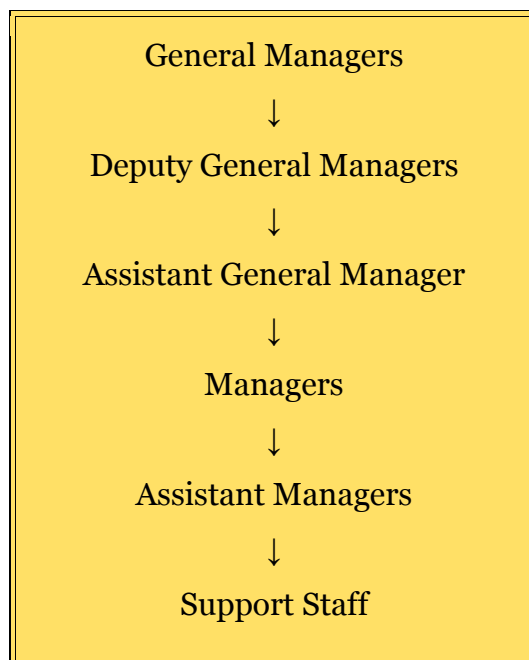 General Managers
↓
Deputy General Managers
↓
Assistant General Manager
↓
Managers
↓
Assistant Managers
↓
Support Staff